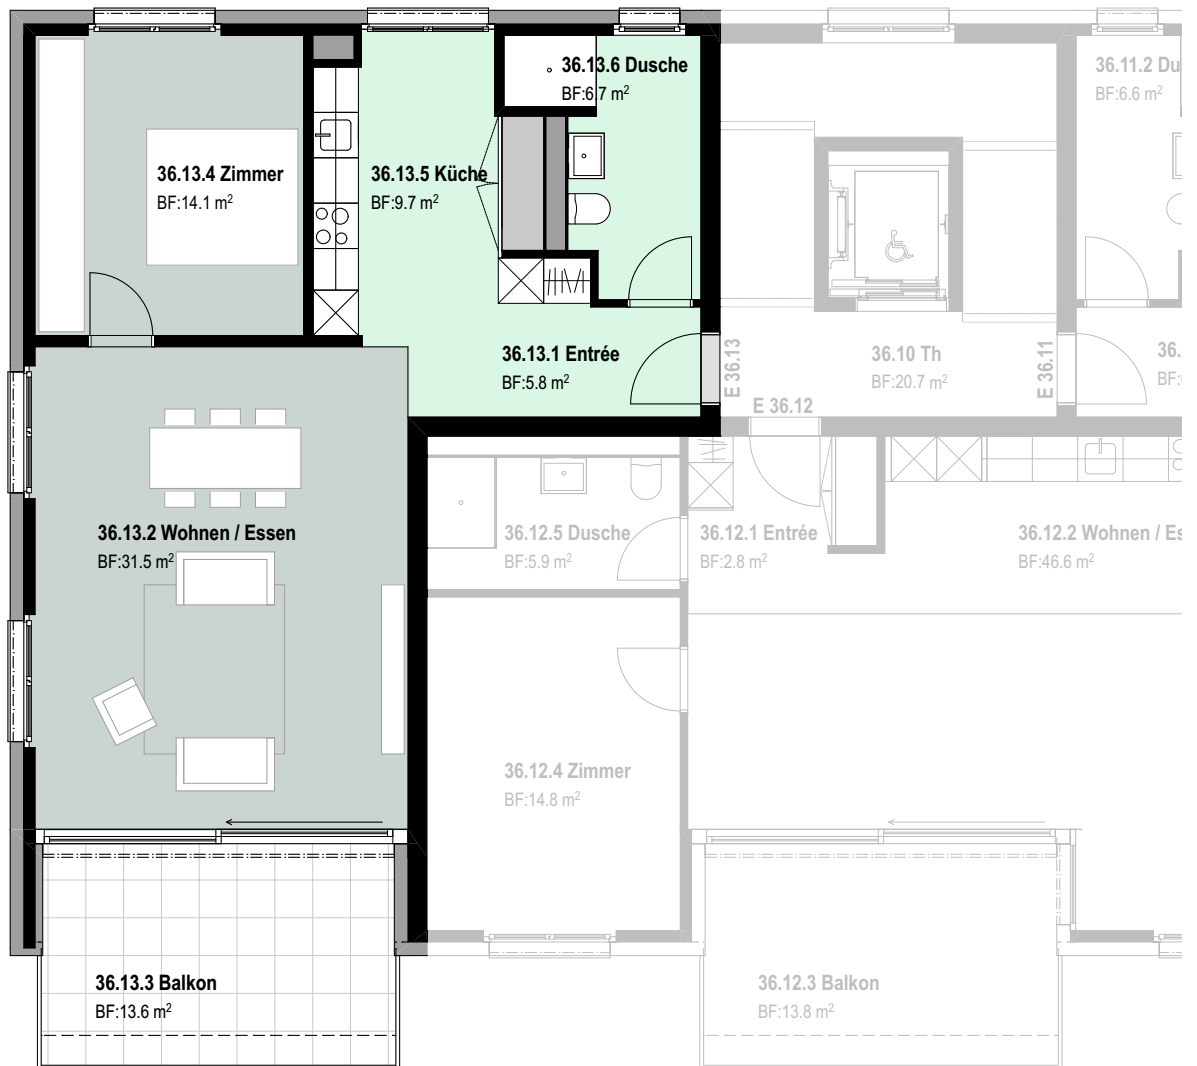 36.13.6 Dusche
BF:6.7 m²
36.11.2 Du
BF:6.6 m²
36.13.4 Zimmer
BF:14.1 m²
36.13.5 Küche
BF:9.7 m²
36.13.1 Entrée
BF:5.8 m²
E 36.13
36.10 Th
BF:20.7 m²
E 36.11
36.
BF:
E 36.12
36.13.2 Wohnen / Essen
BF:31.5 m²
36.12.5 Dusche
BF:5.9 m²
36.12.1 Entrée
BF:2.8 m²
36.12.2 Wohnen / Es
BF:46.6 m²
36.12.4 Zimmer
BF:14.8 m²
36.13.3 Balkon
BF:13.6 m²
36.12.3 Balkon
BF:13.8 m²